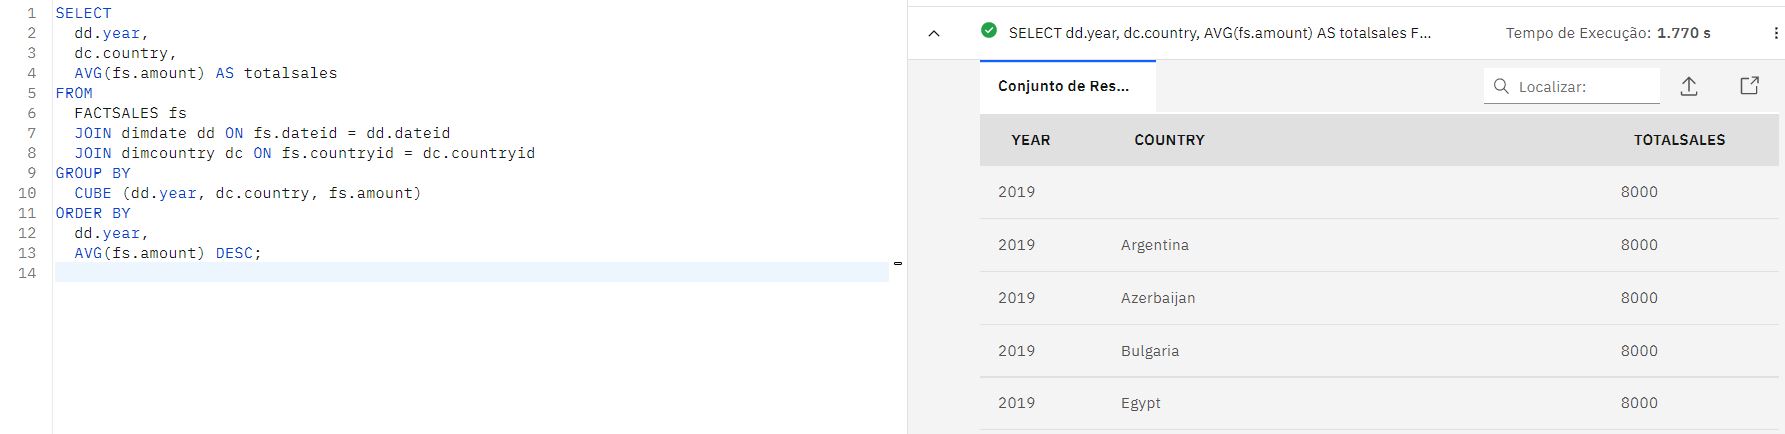 1 SELECT
2 dd.year,
3 dc.country,
4 AVG(fs.amount) AS totalsales
5 FROM
6 FACTSALES fs
7 JOIN dimdate dd ON fs.dateid = dd.dateid
8 JOIN dimcountry dc ON fs.countryid = dc.countryid
9 GROUP BY
10 CUBE (dd.year, dc.country, fs.amount)
11 ORDER BY
12 dd.year,
13 AVG(fs.amount) DESC;
14
SELECT dd.year, dc.country, AVG(fs.amount) AS totalsales F... Tempo de Execução: 1.770 s
Conjunto de Res... Localizar:
YEAR COUNTRY TOTALSALES
2019 8000
2019 Argentina 8000
2019 Azerbaijan 8000
2019 Bulgaria 8000
2019 Egypt 8000